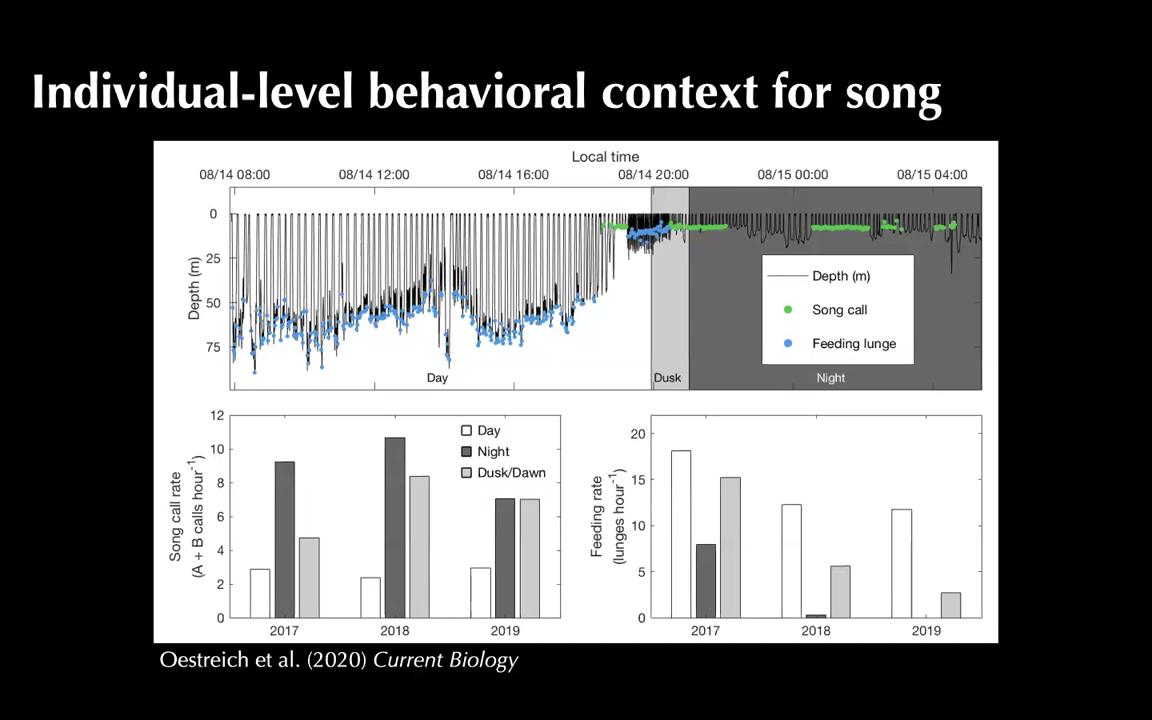 Individual-level behavioral context for song
Local time
08/14 08:00 08/14 12:00 08/14 16:00 08/14 20:00 08/15 00:00 08/15 04:00
Depth (m)
0
25
50
75
Depth (m)
Song call
Feeding lunge
Day Dusk Night
Song call rate
(A + B calls hour⁻¹)
12
10
8
6
4
2
0
Day
Night
Dusk/Dawn
2017 2018 2019
Feeding rate
(lunges hour⁻¹)
20
15
10
5
0
2017 2018 2019
Oestreich et al. (2020) Current Biology